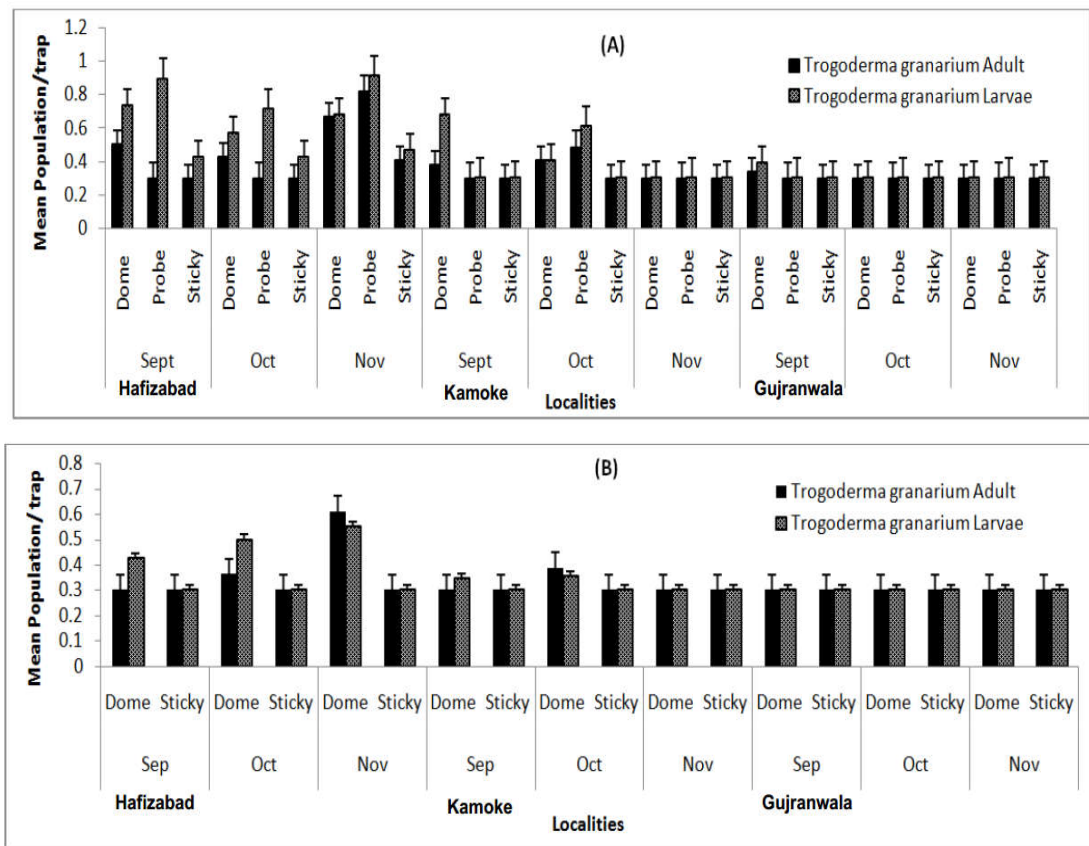 (A)
1.2
1
0.8
0.6
0.4
0.2
0
Mean Population/trap
Trogoderma granarium Adult
Trogoderma granarium Larvae
Dome Probe Sticky Dome Probe Sticky Dome Probe Sticky Dome Probe Sticky Dome Probe Sticky Dome Probe Sticky Dome Probe Sticky Dome Probe Sticky Dome Probe Sticky
Sept Oct Nov Sept Oct Nov Sept Oct Nov
Hafizabad Kamoke Gujranwala
Localities
(B)
0.8
0.7
0.6
0.5
0.4
0.3
0.2
0.1
0
Mean Population/trap
Trogoderma granarium Adult
Trogoderma granarium Larvae
Dome Sticky Dome Sticky Dome Sticky Dome Sticky Dome Sticky Dome Sticky Dome Sticky Dome Sticky Dome Sticky
Sep Oct Nov Sep Oct Nov Sep Oct Nov
Hafizabad Kamoke Gujranwala
Localities